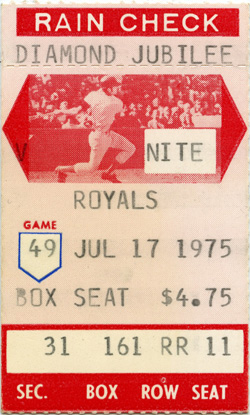 RAIN CHECK
DIAMOND JUBILEE
V NITE
ROYALS
GAME
49 JUL 17 1975
BOX SEAT $4.75
31 161 RR 11
SEC. BOX ROW SEAT